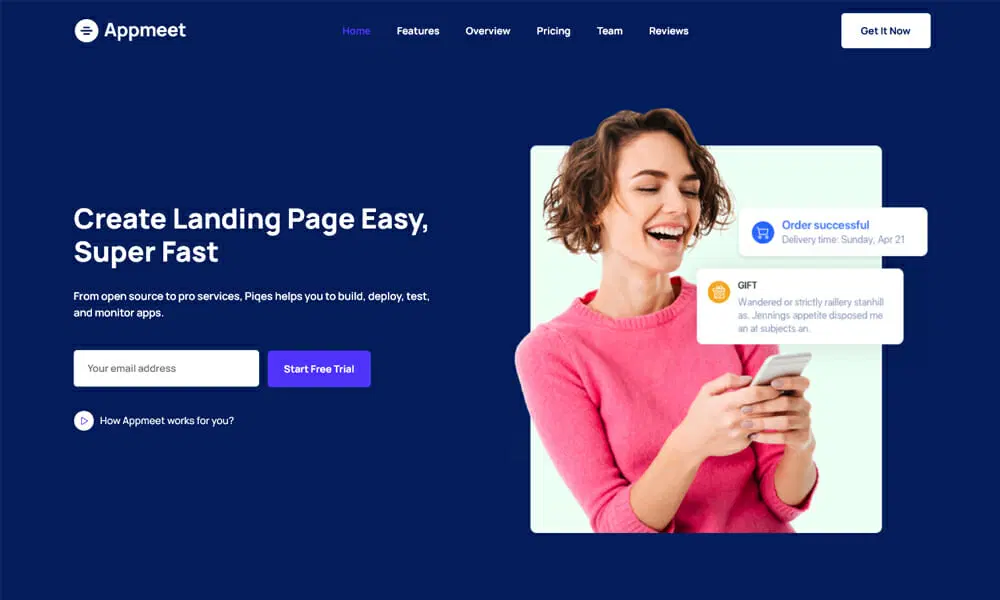 Appmeet
Home Features Overview Pricing Team Reviews
Get It Now
Create Landing Page Easy,
Super Fast
From open source to pro services, Piqes helps you to build, deploy, test,
and monitor apps.
Your email address
Start Free Trial
How Appmeet works for you?
Order successful
Delivery time: Sunday, Apr 21
GIFT
Wandered or strictly raillery stanhill
as. Jennings appetite disposed me
an at subjects an.